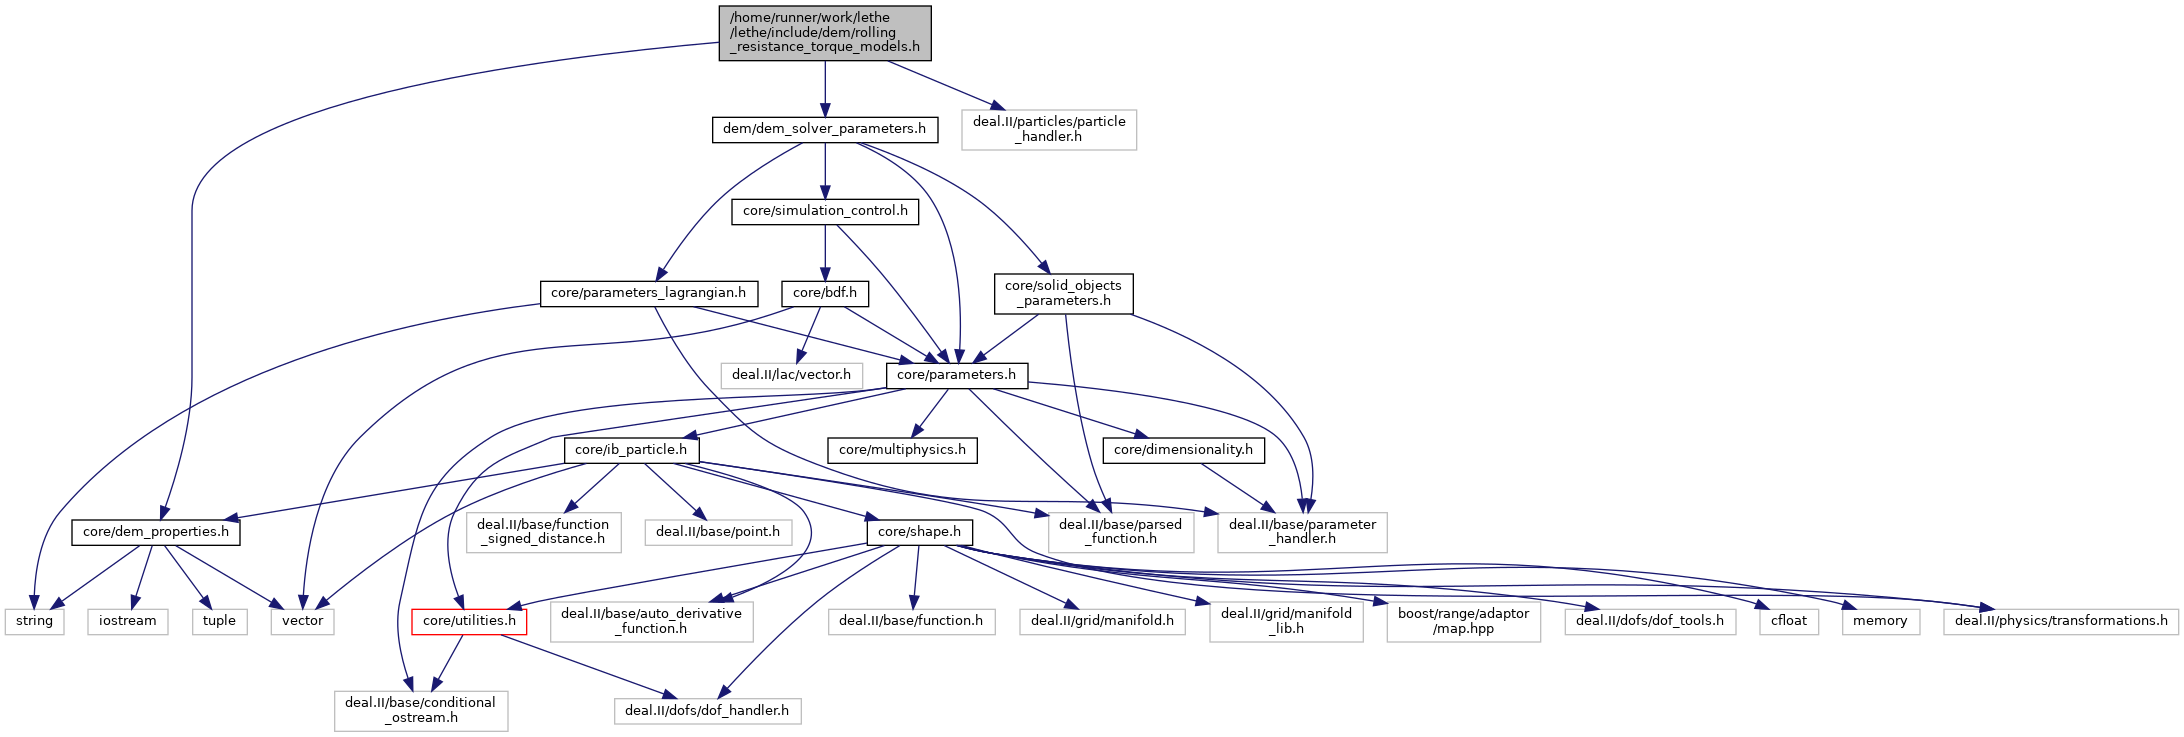 /home/runner/work/lethe
/lethe/include/dem/rolling
_resistance_torque_models.h
dem/dem_solver_parameters.h
deal.II/particles/particle
_handler.h
core/simulation_control.h
core/parameters_lagrangian.h
core/bdf.h
core/solid_objects
_parameters.h
deal.II/lac/vector.h
core/parameters.h
core/ib_particle.h
core/multiphysics.h
core/dimensionality.h
core/dem_properties.h
deal.II/base/function
_signed_distance.h
deal.II/base/point.h
core/shape.h
deal.II/base/parsed
_function.h
deal.II/base/parameter
_handler.h
string
iostream
tuple
vector
core/utilities.h
deal.II/base/auto_derivative
_function.h
deal.II/base/function.h
deal.II/grid/manifold.h
deal.II/grid/manifold
_lib.h
boost/range/adaptor
/map.hpp
deal.II/dofs/dof_tools.h
cfloat
memory
deal.II/physics/transformations.h
deal.II/base/conditional
_ostream.h
deal.II/dofs/dof_handler.h